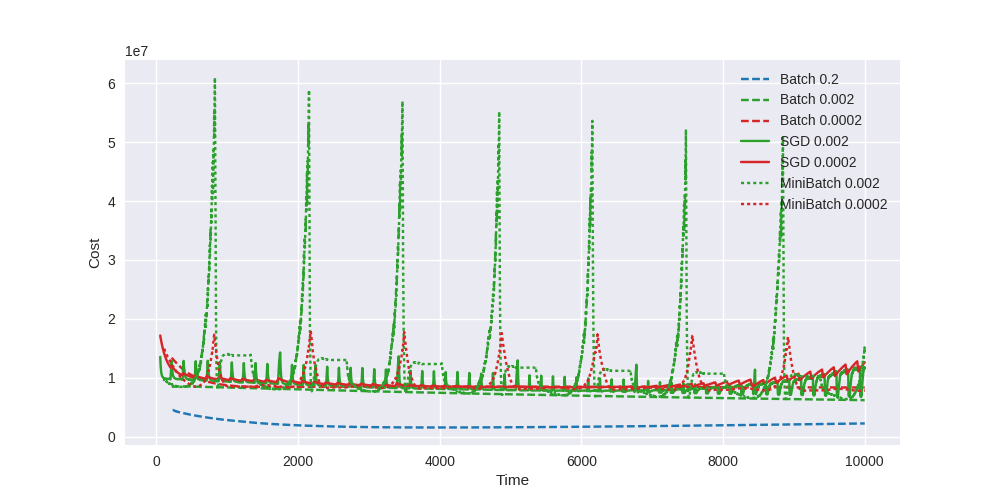 1e7
6
5
4
3
2
1
0
Cost
0 2000 4000 6000 8000 10000
Time
Batch 0.2
Batch 0.002
Batch 0.0002
SGD 0.002
SGD 0.0002
MiniBatch 0.002
MiniBatch 0.0002